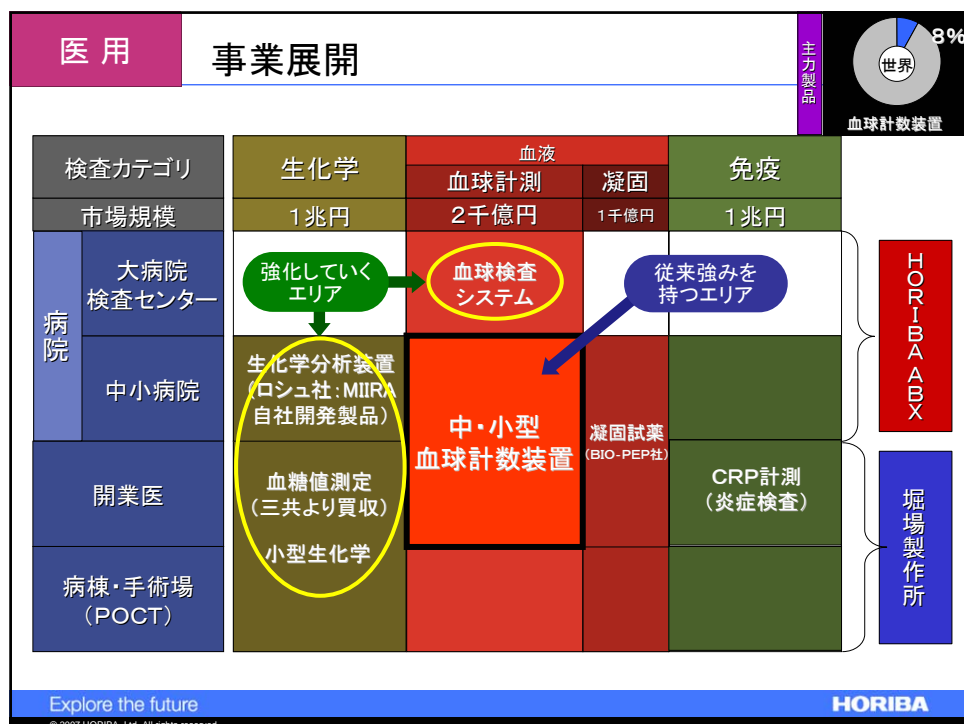 医 用
事業展開
主力製品
8%
世界
血球計数装置
検査カテゴリ
生化学
血液
血球計測
凝固
免疫
市場規模
1兆円
2千億円
1千億円
1兆円
病院
大病院
検査センター
強化していく
エリア
血球検査
システム
従来強みを
持つエリア
中小病院
生化学分析装置
(ロシュ社:MIIRA
自社開発製品)
中・小型
血球計数装置
凝固試薬
(BIO-PEP社)
開業医
血糖値測定
(三共より買収)
小型生化学
CRP計測
(炎症検査)
病棟・手術場
(POCT)
HORIBA ABX
堀場製作所
Explore the future
HORIBA
© 2007 HORIBA, Ltd. All rights reserved.